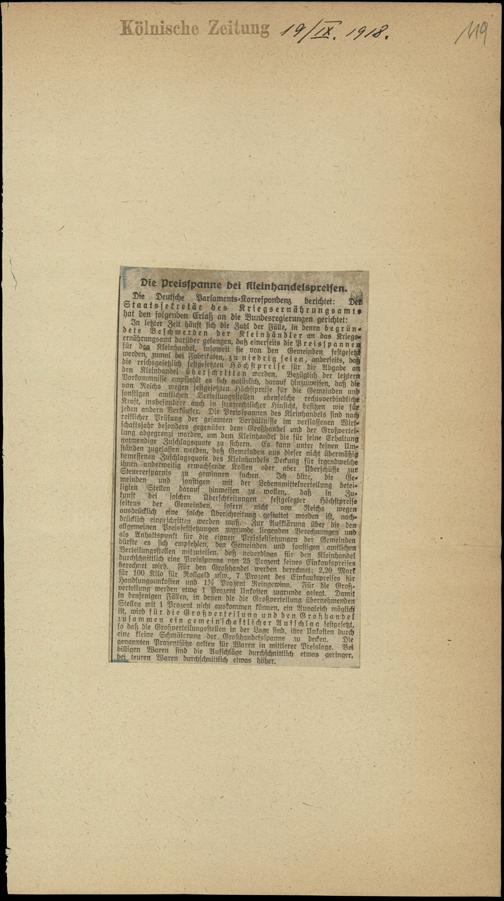 Kölnische Zeitung 19/IX. 1918.
119
Die Preisspanne bei Kleinhandelspreisen.
Die Deutsche Parlaments-Korrespondenz berichtet: Der
Staatssekretär des Kriegsernährungsamts
hat den folgenden Erlaß an die Bundesregierungen gerichtet:
In letzter Zeit häuft sich die Zahl der Fälle, in denen begrün-
dete Beschwerden der Kleinhändler an das Kriegs-
ernährungsamt darüber gelangen, daß einerseits die Preisspannen
für den Kleinhandel, insoweit sie von den Gemeinden festgesetzt
werden, zumal bei Fabrikaten, zu niedrig seien, anderseits, daß
die reichsgesetzlich festgesetzten Höchstpreise für die Abgabe an
den Kleinhandel überschritten werden. Bezüglich der letztern
Vorkommnisse empfiehlt es sich natürlich, darauf hinzuweisen, daß die
von Reichs wegen festgesetzten Höchstpreise für die Gemeinden und
sonstigen amtlichen Verteilungsstellen ebensolche rechtsverbindliche
Kraft, insbesondere auch in strafrechtlicher Hinsicht, besitzen wie für
jeden andern Verkäufer. Die Preisspannen des Kleinhandels sind nach
reiflicher Prüfung der gesamten Verhältnisse im verflossenen Wirt-
schaftsjahr besonders gegenüber dem Großhandel und der Großvertei-
lung abgegrenzt worden, um dem Kleinhandel die für seine Erhaltung
notwendige Zuschlagsquote zu sichern. Es kann unter keinen Um-
ständen zugelassen werden, daß Gemeinden aus dieser nicht übermäßig
bemessenen Zuschlagsquote des Kleinhandels Deckung für irgendwelche
ihnen anderweitig erwachsende Kosten oder aber Überschüsse zur
Steuerersparnis zu gewinnen suchen. Ich bitte, die Ge-
meinden und sonstigen mit der Lebensmittelverteilung betei-
ligten Stellen darauf hinweisen zu wollen, daß in Zu-
kunft bei solchen Überschreitungen festgelegter Höchstpreise
seitens der Gemeinden, sofern nicht von Reichs wegen
ausdrücklich eine solche Überschreitung gestattet worden ist, nach-
drücklich eingeschritten werden muß. Zur Aufklärung über die den
allgemeinen Preisfestsetzungen zugrunde liegenden Berechnungen und
als Anhaltspunkt für die eignen Preisfestsetzungen der Gemeinden
dürfte es sich empfehlen, den Gemeinden und sonstigen amtlichen
Verteilungsstellen mitzuteilen, daß neuerdings für den Kleinhandel
durchschnittlich eine Preisspanne von 25 Prozent seines Einkaufspreises
berechnet wird. Für den Großhandel werden berechnet: 2,20 Mark
für 100 Kilo für Rollgeld usw., 7 Prozent des Einkaufspreises für
Handlungsunkosten und 1½ Prozent Reingewinn. Für die Groß-
verteilung werden etwa 1 Prozent Unkosten zugrunde gelegt. Damit
in denjenigen Fällen, in denen die die Großverteilung übernehmenden
Stellen mit 1 Prozent nicht auskommen können, ein Ausgleich möglich
ist, wird für die Großverteilung und den Großhandel
zusammen ein gemeinschaftlicher Aufschlag festgesetzt,
so daß die Großverteilungsstellen in der Lage sind, ihre Unkosten durch
eine kleine Schmälerung der Großhandelsspanne zu decken. Die
genannten Prozentsätze gelten für Waren in mittlerer Preislage. Bei
billigen Waren sind die Aufschläge durchschnittlich etwas geringer,
bei teuren Waren durchschnittlich etwas höher.